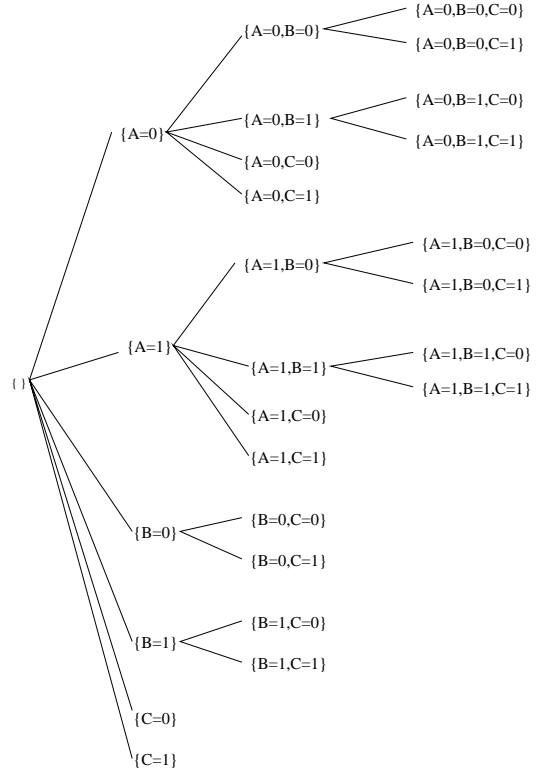 {A=0,B=0,C=0}
{A=0,B=0}
{A=0,B=0,C=1}
{A=0,B=1,C=0}
{A=0,B=1}
{A=0}
{A=0,B=1,C=1}
{A=0,C=0}
{A=0,C=1}
{A=1,B=0,C=0}
{A=1,B=0}
{A=1,B=0,C=1}
{A=1}
{A=1,B=1,C=0}
{A=1,B=1}
{ }
{A=1,B=1,C=1}
{A=1,C=0}
{A=1,C=1}
{B=0,C=0}
{B=0}
{B=0,C=1}
{B=1,C=0}
{B=1}
{B=1,C=1}
{C=0}
{C=1}